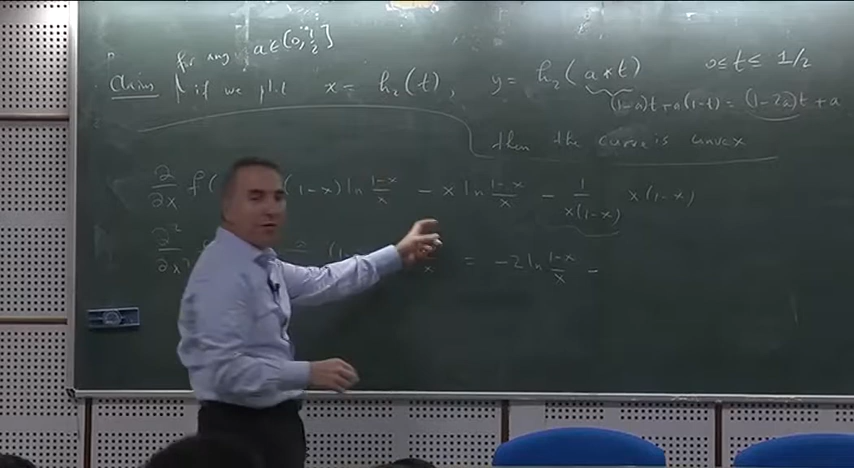 for any a ∈ [0, 1/2]
Claim if we plot x = h₂(t), y = h₂(a * t) 0 ≤ t ≤ 1/2
(1-a)t + a(1-t) = (1-2a)t + a
then the curve is convex
∂/∂x f( (1-x) ln (1-x)/x - x ln (1-x)/x - 1/(x(1-x)) x(1-x)
∂²/∂x² = -2 ln (1-x)/x -